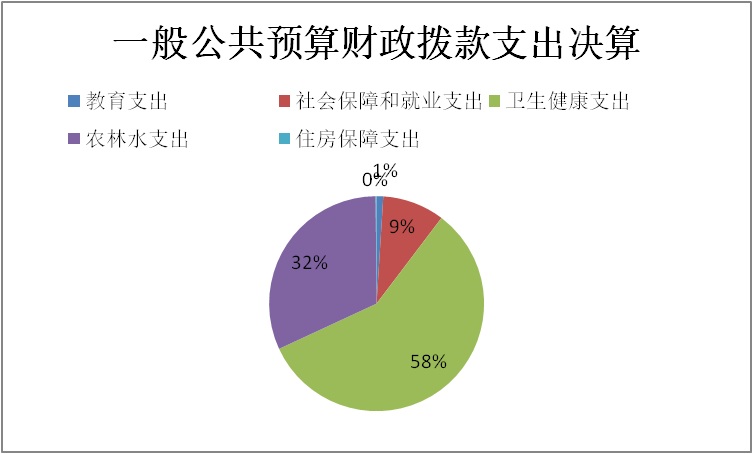 一般公共预算财政拨款支出决算
教育支出 社会保障和就业支出 卫生健康支出
农林水支出 住房保障支出
1%
0%
9%
32%
58%